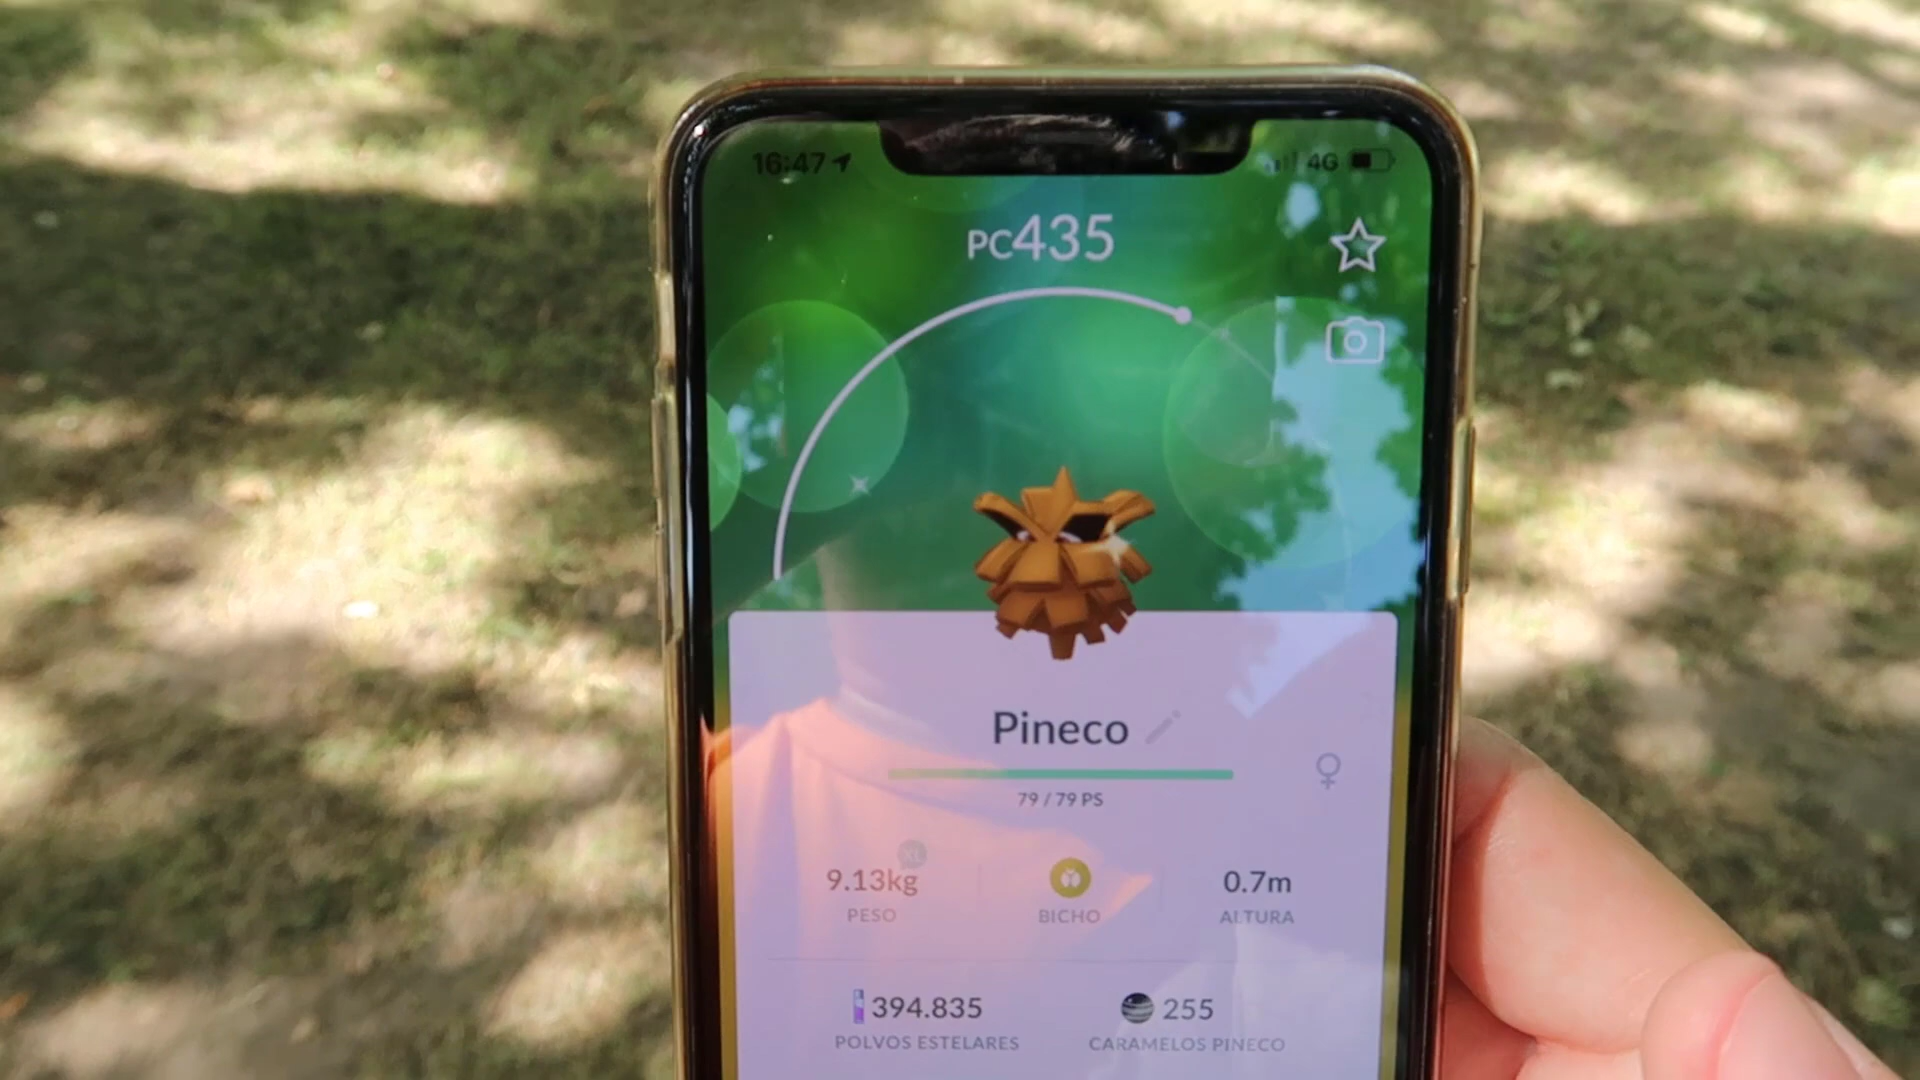 16:47 4G
PC435
Pineco
79 / 79 PS
XL
9.13kg 0.7m
PESO BICHO ALTURA
394.835 255
POLVOS ESTELARES CARAMELOS PINECO